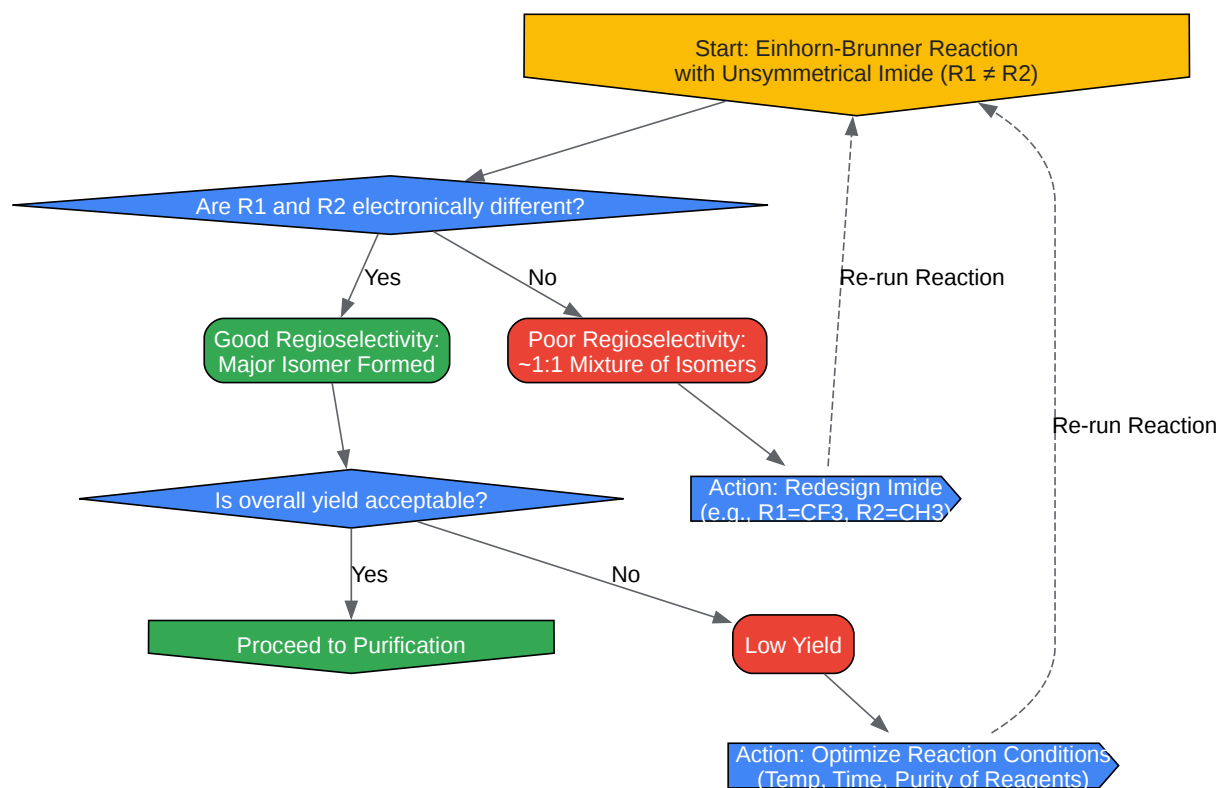 Start: Einhorn-Brunner Reaction
with Unsymmetrical Imide (R1 ≠ R2)
Are R1 and R2 electronically different?
Yes
No
Re-run Reaction
Good Regioselectivity:
Major Isomer Formed
Poor Regioselectivity:
~1:1 Mixture of Isomers
Re-run Reaction
Is overall yield acceptable?
Action: Redesign Imide
(e.g., R1=CF3, R2=CH3)
Yes
No
Proceed to Purification
Low Yield
Action: Optimize Reaction Conditions
(Temp, Time, Purity of Reagents)